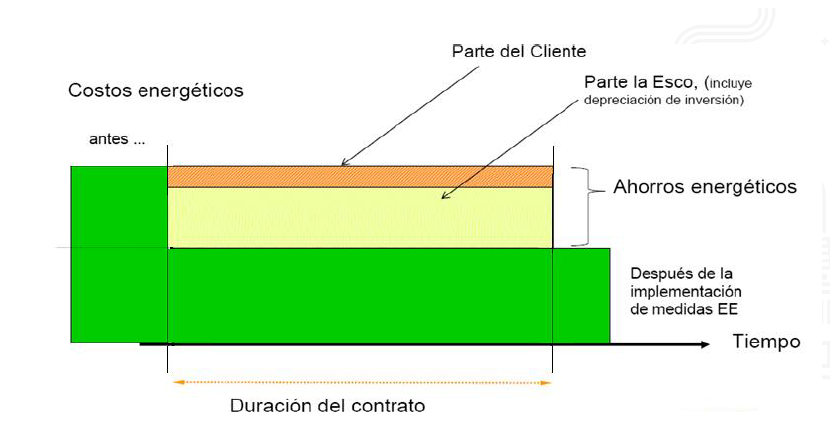 Parte del Cliente
Costos energéticos
Parte la Esco, (incluye
depreciación de inversión)
antes ...
Ahorros energéticos
Después de la
implementación
de medidas EE
Tiempo
Duración del contrato